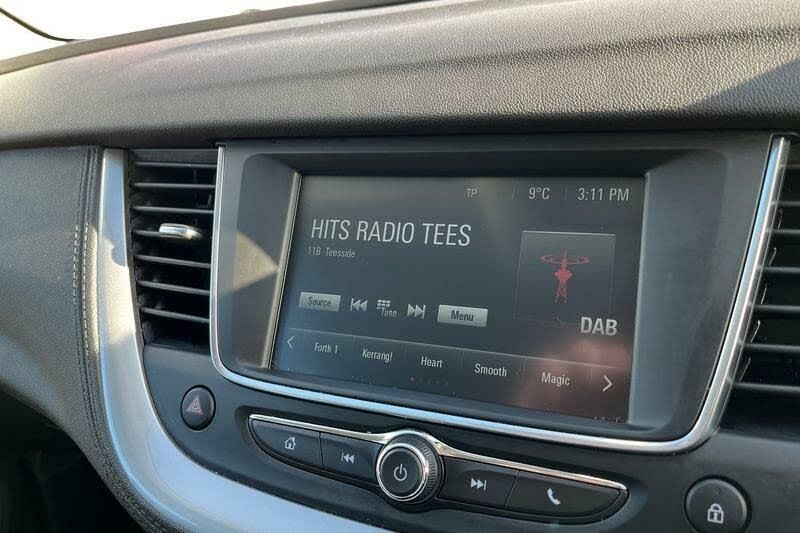 TP 9°C 3:11 PM
HITS RADIO TEES
11B Teesside
Source Tune Menu
DAB
Forth 1 Kerrang! Heart Smooth Magic